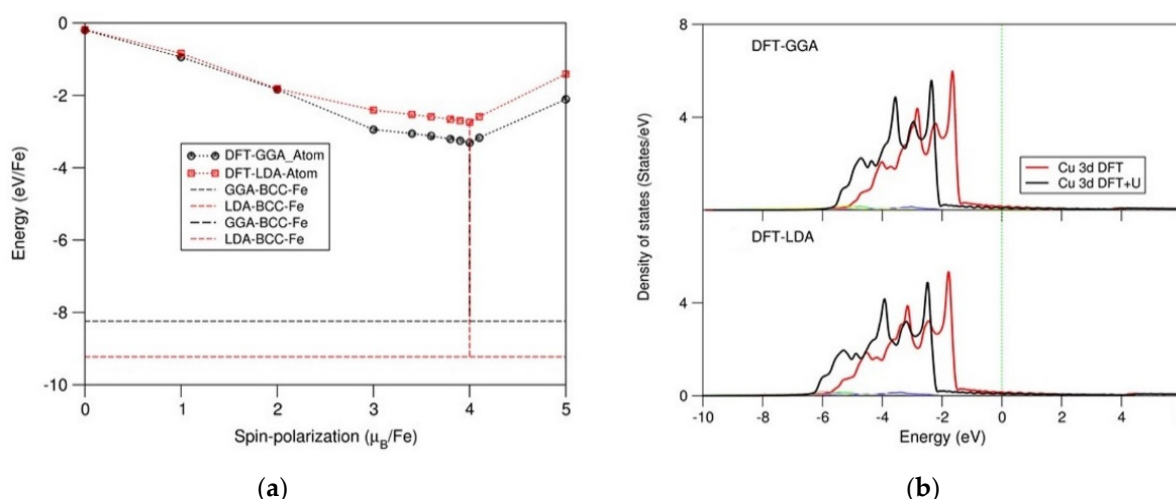 0
-2
-4
-6
-8
-10
Energy (eV/Fe)
DFT-GGA_Atom
DFT-LDA-Atom
GGA-BCC-Fe
LDA-BCC-Fe
GGA-BCC-Fe
LDA-BCC-Fe
0 1 2 3 4 5
Spin-polarization (μB/Fe)
(a)
8
4
4
0
Density of states (States/eV)
DFT-GGA
Cu 3d DFT
Cu 3d DFT+U
DFT-LDA
-10 -8 -6 -4 -2 0 2 4
Energy (eV)
(b)